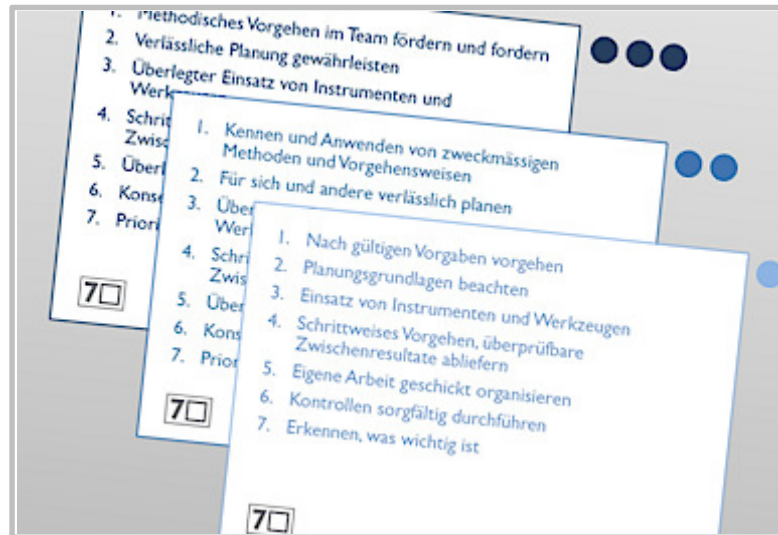 1. Methodisches Vorgehen im Team fördern und fordern
2. Verlässliche Planung gewährleisten
3. Überlegter Einsatz von Instrumenten und
4.
5.
6.
7.
7□
1. Kennen und Anwenden von zweckmässigen
Methoden und Vorgehensweisen
2. Für sich und andere verlässlich planen
3.
4.
5.
6.
7.
7□
1. Nach gültigen Vorgaben vorgehen
2. Planungsgrundlagen beachten
3. Einsatz von Instrumenten und Werkzeugen
4. Schrittweises Vorgehen, überprüfbare
Zwischenresultate abliefern
5. Eigene Arbeit geschickt organisieren
6. Kontrollen sorgfältig durchführen
7. Erkennen, was wichtig ist
7□